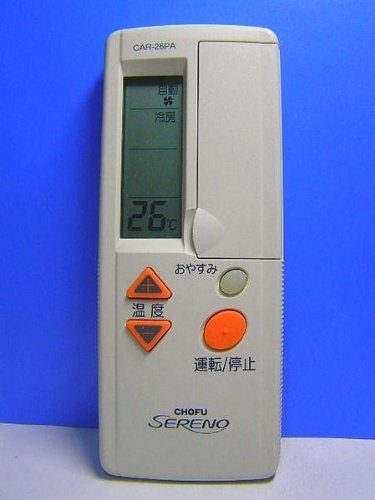 CAR-26PA
自動
冷房
26℃
おやすみ
温度
運転/停止
CHOFU
SERENO